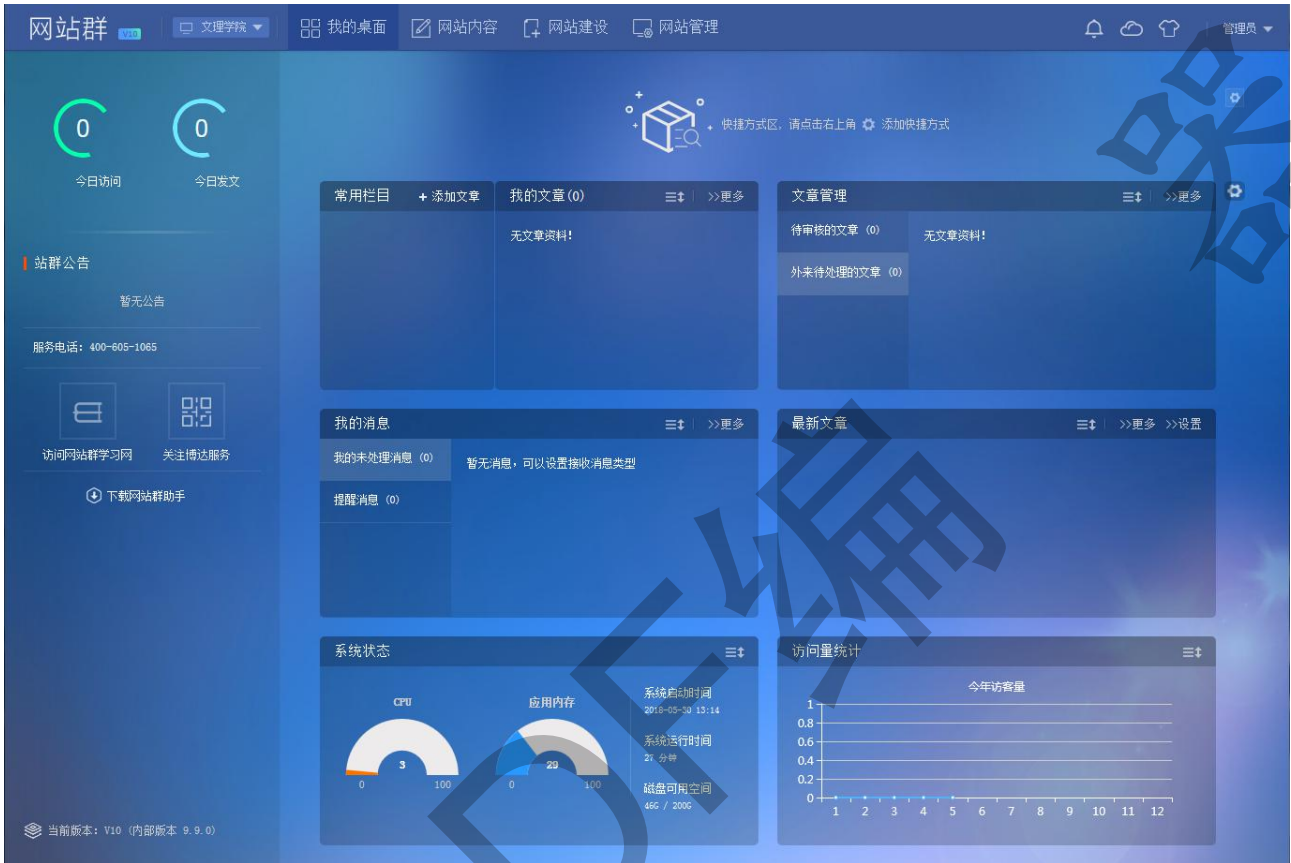 网站群 V10 文理学院 我的桌面 网站内容 网站建设 网站管理 管理员
0 0
今日访问 今日发文
快捷方式区, 请点击右上角 添加快捷方式
站群公告
暂无公告
服务电话: 400-605-1065
访问网站群学习网 关注博达服务
下载网站群助手
当前版本: V10 (内部版本 9.9.0)
常用栏目 + 添加文章
我的文章(0) >>更多
无文章资料!
文章管理 >>更多
待审核的文章 (0)
外来待处理的文章 (0)
无文章资料!
我的消息 >>更多
我的未处理消息 (0)
提醒消息 (0)
暂无消息, 可以设置接收消息类型
最新文章 >>更多 >>设置
系统状态
CPU
3
0 100
应用内存
29
0 100
系统启动时间
2018-05-30 13:14
系统运行时间
27 分钟
磁盘可用空间
46G / 200G
访问量统计
今年访客量
1
0.8
0.6
0.4
0.2
0
1 2 3 4 5 6 7 8 9 10 11 12
DF编
器